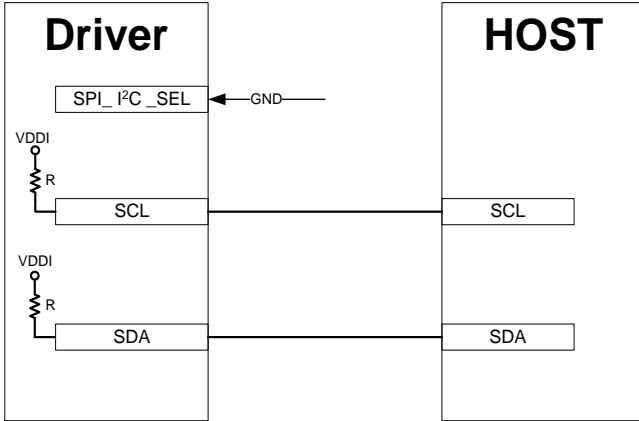 Driver
HOST
SPI_ I²C _SEL
GND
VDDI
R
SCL
SCL
VDDI
R
SDA
SDA